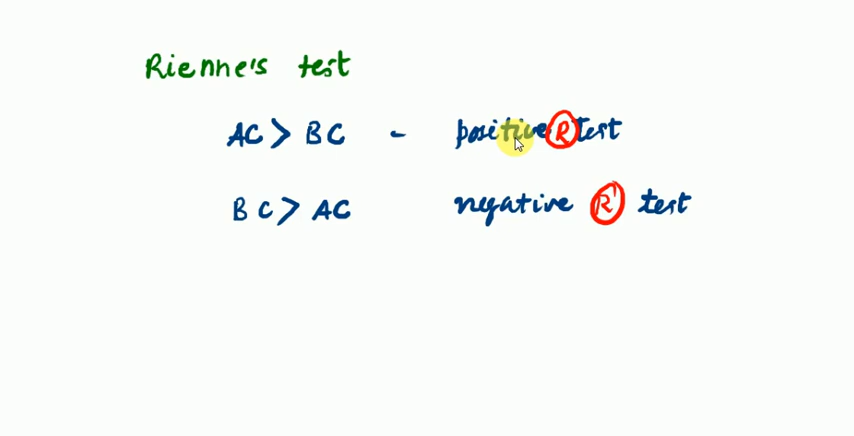 Rienne's test
AC > BC - positive R test
BC > AC negative R' test